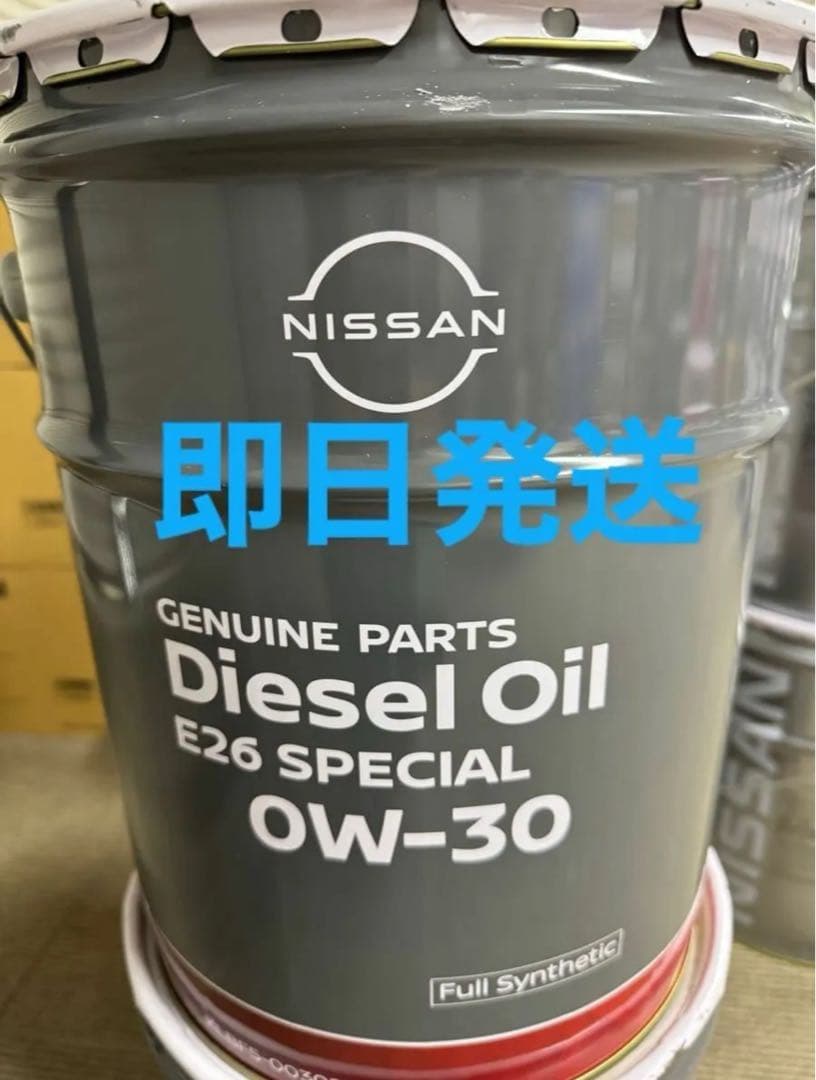 NISSAN
即日発送
GENUINE PARTS
Diesel Oil
E26 SPECIAL
0W-30
Full Synthetic
NISSAN